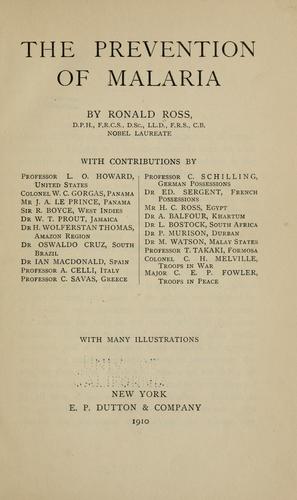 THE PREVENTION
OF MALARIA
BY RONALD ROSS,
D.P.H., F.R.C.S., D.Sc., LL.D., F.R.S., C.B.
NOBEL LAUREATE
WITH CONTRIBUTIONS BY
PROFESSOR L. O. HOWARD,
UNITED STATES
COLONEL W. C. GORGAS, PANAMA
MR J. A. LE PRINCE, PANAMA
SIR R. BOYCE, WEST INDIES
DR W. T. PROUT, JAMAICA
DR H. WOLFERSTAN THOMAS,
AMAZON REGION
DR OSWALDO CRUZ, SOUTH
BRAZIL
DR IAN MACDONALD, SPAIN
PROFESSOR A. CELLI, ITALY
PROFESSOR C. SAVAS, GREECE
PROFESSOR C. SCHILLING,
GERMAN POSSESSIONS
DR ED. SERGENT, FRENCH
POSSESSIONS
MR H. C. ROSS, EGYPT
DR A. BALFOUR, KHARTUM
DR L. BOSTOCK, SOUTH AFRICA
DR P. MURISON, DURBAN
DR M. WATSON, MALAY STATES
PROFESSOR T. TAKAKI, FORMOSA
COLONEL C. H. MELVILLE,
TROOPS IN WAR
MAJOR C. E. P. FOWLER,
TROOPS IN PEACE
WITH MANY ILLUSTRATIONS
NEW YORK
E. P. DUTTON & COMPANY
1910